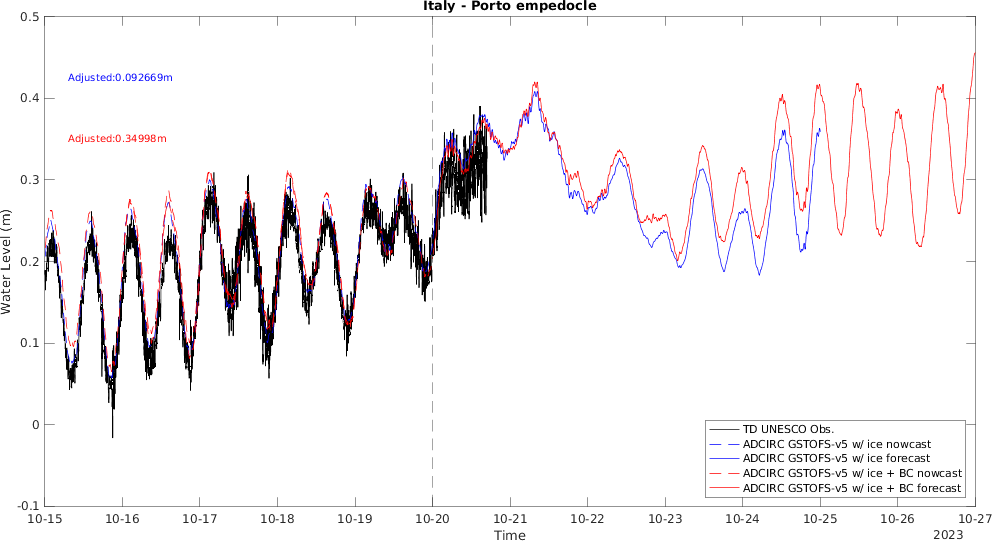 Italy - Porto empedocle
0.5
0.4
0.3
0.2
0.1
0
-0.1
Water Level (m)
Adjusted:0.092669m
Adjusted:0.34998m
TD UNESCO Obs.
ADCIRC GSTOFS-v5 w/ ice nowcast
ADCIRC GSTOFS-v5 w/ ice forecast
ADCIRC GSTOFS-v5 w/ ice + BC nowcast
ADCIRC GSTOFS-v5 w/ ice + BC forecast
10-15 10-16 10-17 10-18 10-19 10-20 10-21 10-22 10-23 10-24 10-25 10-26 10-27
Time
2023